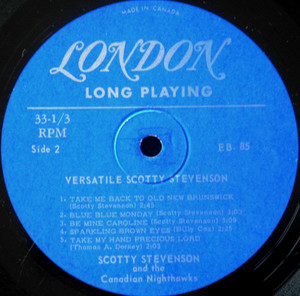 MADE IN CANADA
LONDON
LONG PLAYING
33-1/3
RPM
Side 2
EB. 85
VERSATILE SCOTTY STEVENSON
1- TAKE ME BACK TO OLD NEW BRUNSWICK
(Scotty Stevenson) 2:45
2- BLUE BLUE MONDAY (Scotty Stevenson)
3- BE MINE CAROLINE (Scotty Stevenson)
4- SPARKLING BROWN EYES (Billy Cox)
5- TAKE MY HAND PRECIOUS LORD
(Thomas A. Dorsey)
SCOTTY STEVENSON
and the
Canadian Nighthawks